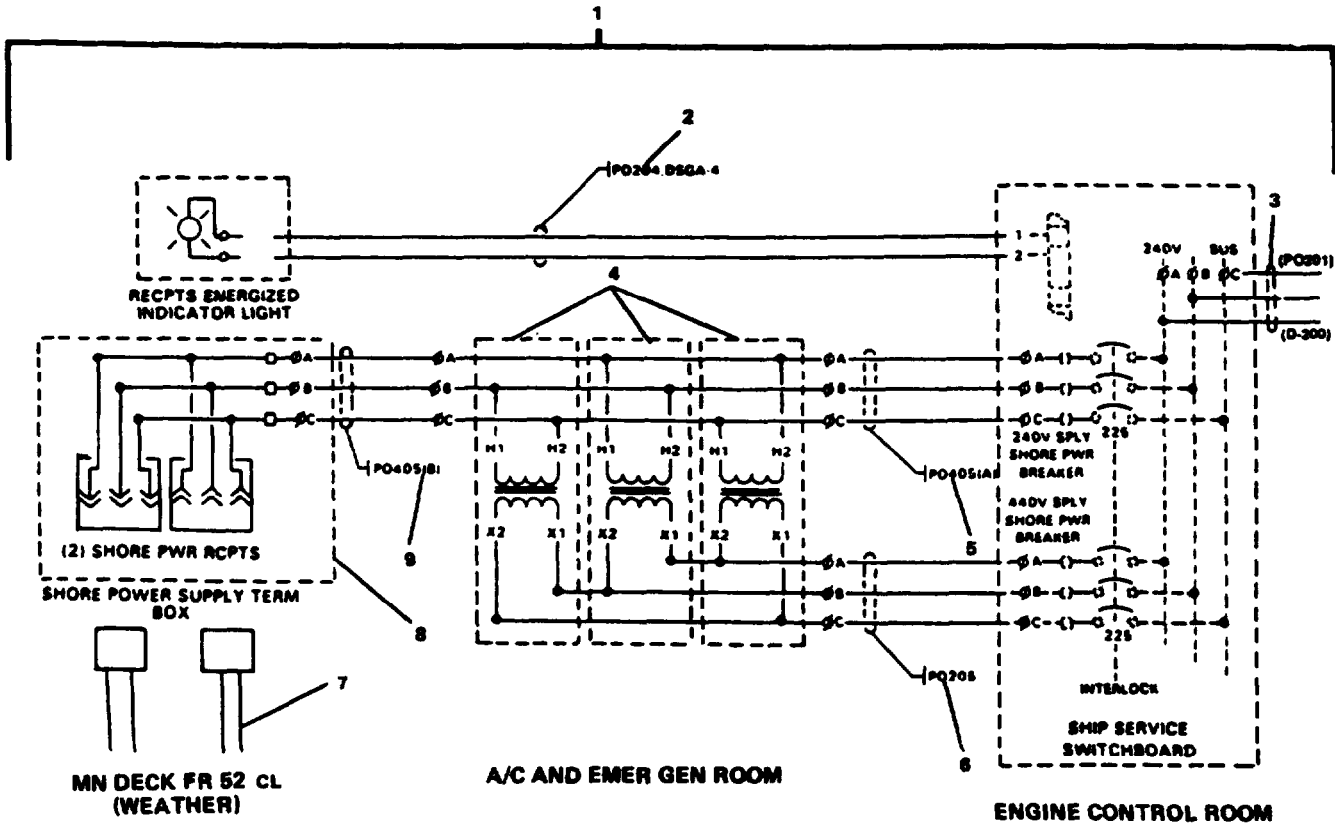 1
2
PO204.DSGA-4
3
240V BUS
ØA ØB ØC
(PO391)
(D-300)
1
2
4
RECPTS ENERGIZED
INDICATOR LIGHT
ØA ØA ØA ØA
ØB ØB ØB ØB
ØC ØC ØC ØC
225
240V SPLY
SHORE PWR
BREAKER
H1 H2 H1 H2 H1 H2
PO405(B)
PO405(A)
440V SPLY
SHORE PWR
BREAKER
X2 X1 X2 X1 X2 X1
(2) SHORE PWR RCPTS
9
5
ØA ØA
ØB ØB
ØC ØC
225
SHORE POWER SUPPLY TERM
BOX
8
7
PO205
6
INTERLOCK
SHIP SERVICE
SWITCHBOARD
MN DECK FR 52 CL
(WEATHER)
A/C AND EMER GEN ROOM
ENGINE CONTROL ROOM